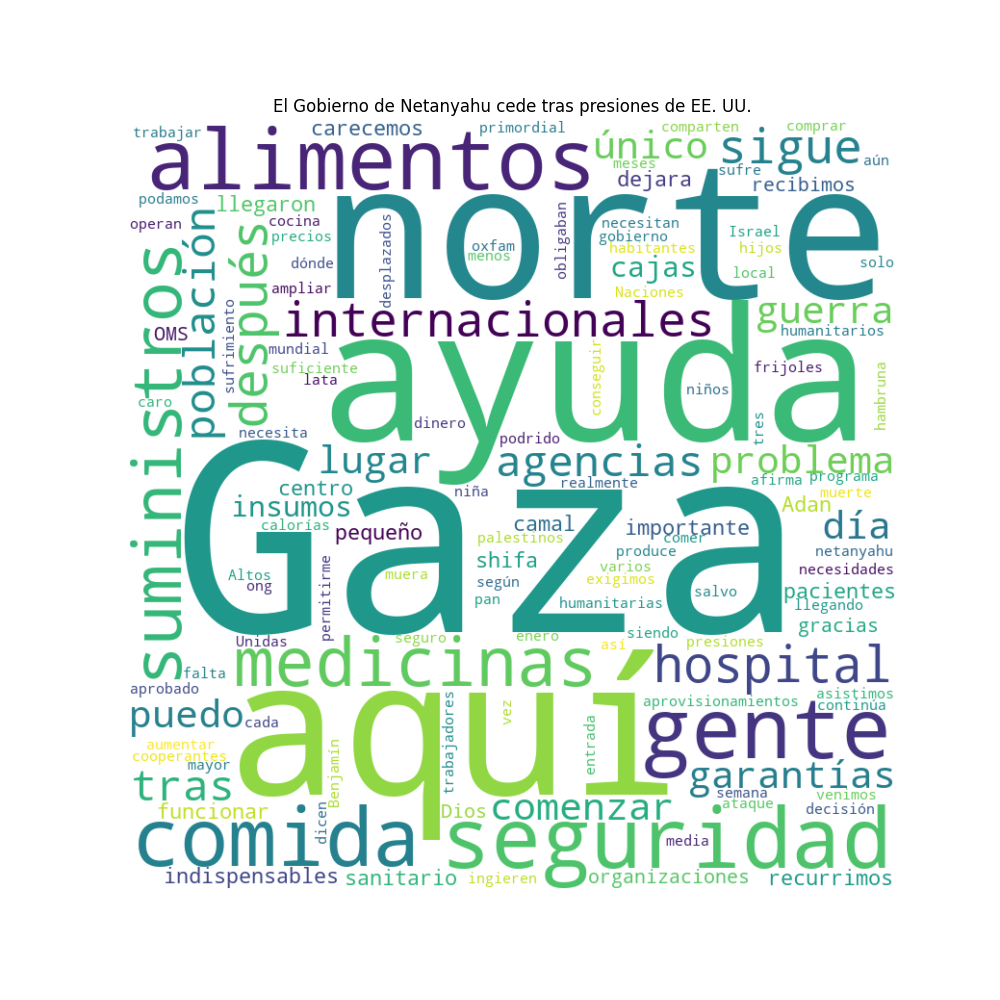 El Gobierno de Netanyahu cede tras presiones de EE. UU.
trabajar
carecemos
primordial
comparten
comprar
alimentos
único
sigue
aún
meses
sufre
dejara
recibimos
podamos
llegaron
norte
operan
cocina
necesitan
Israel
precios
desplazados
oxfam
menos
obligaban
gobierno
habitantes
hijos
solo
población
después
dónde
cajas
local
suministros
ampliar
Naciones
internacionales
guerra
OMS
humanitarios
sufrimiento
mundial
ayuda
suficiente
conseguir
frijoles
lata
niños
hambruna
caro
dinero
tres
necesita
podrido
Gaza
lugar
agencias
problema
realmente
afirma
programa
centro
niña
muerte
insumos
Adan
calorías
pequeño
camal
importante
día
palestinos
comer
produce
netanyahu
shifa
varios
necesidades
Altos
muera
según
exigimos
ong
permitirme
salvo
pacientes
pan
humanitarias
llegando
gracias
Unidas
seguro
enero
siendo
así
presiones
medicinas
hospital
falta
aprobado
aquí
asistimos
aprovisionamientos
continúa
puedo
cada
trabajadores
vez
gente
entrada
aumentar
cooperantes
mayor
Benjamín
garantías
tras
semana
venimos
funcionar
Dios
comenzar
ataque
decisión
comida
dicen
seguridad
media
indispensables
sanitario
ingieren
organizaciones
recurrimos